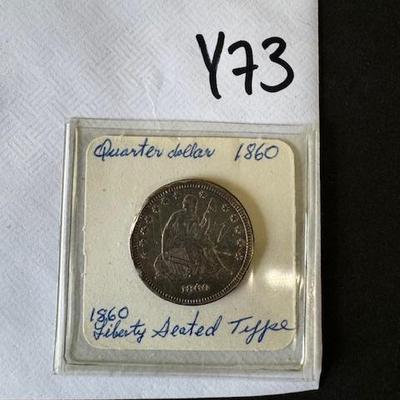 Y73
Quarter dollar 1860
1860
1860
Liberty Seated Type